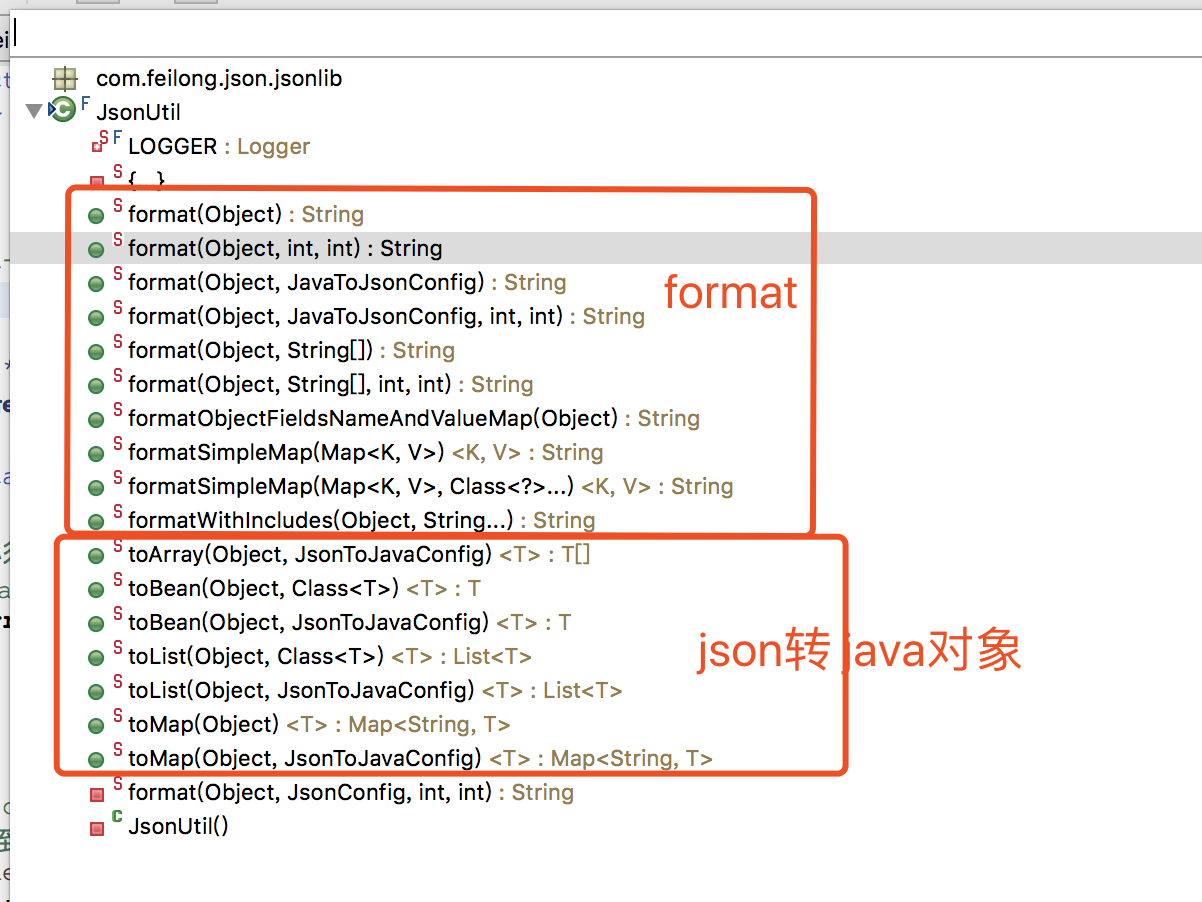 com.feilong.json.jsonlib
JsonUtil
LOGGER : Logger
{...}
format(Object) : String
format(Object, int, int) : String
format(Object, JavaToJsonConfig) : String
format
format(Object, JavaToJsonConfig, int, int) : String
format(Object, String[]) : String
format(Object, String[], int, int) : String
formatObjectFieldsNameAndValueMap(Object) : String
formatSimpleMap(Map<K, V>) <K, V> : String
formatSimpleMap(Map<K, V>, Class<?>...) <K, V> : String
formatWithIncludes(Object, String...) : String
toArray(Object, JsonToJavaConfig) <T> : T[]
toBean(Object, Class<T>) <T> : T
toBean(Object, JsonToJavaConfig) <T> : T
json转 java对象
toList(Object, Class<T>) <T> : List<T>
toList(Object, JsonToJavaConfig) <T> : List<T>
toMap(Object) <T> : Map<String, T>
toMap(Object, JsonToJavaConfig) <T> : Map<String, T>
format(Object, JsonConfig, int, int) : String
JsonUtil()